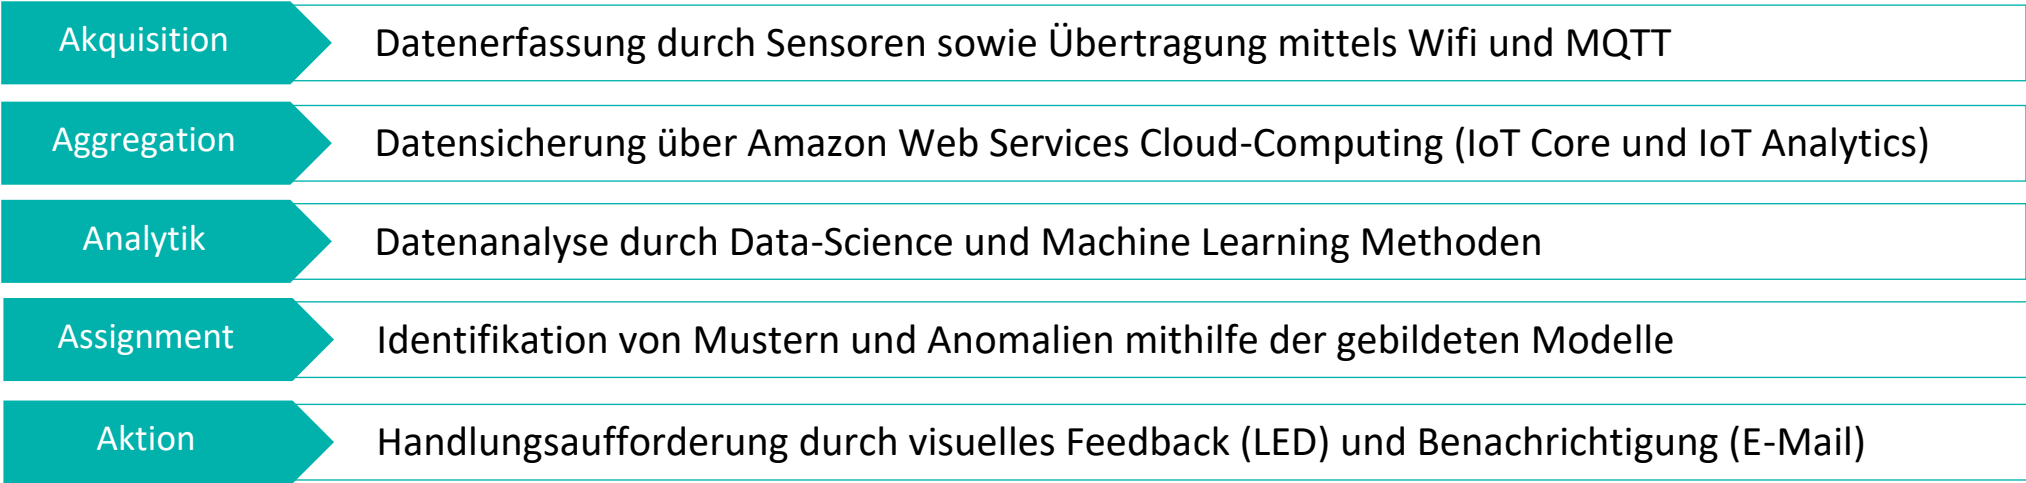 Akquisition
Datenerfassung durch Sensoren sowie Übertragung mittels Wifi und MQTT
Aggregation
Datensicherung über Amazon Web Services Cloud-Computing (IoT Core und IoT Analytics)
Analytik
Datenanalyse durch Data-Science und Machine Learning Methoden
Assignment
Identifikation von Mustern und Anomalien mithilfe der gebildeten Modelle
Aktion
Handlungsaufforderung durch visuelles Feedback (LED) und Benachrichtigung (E-Mail)